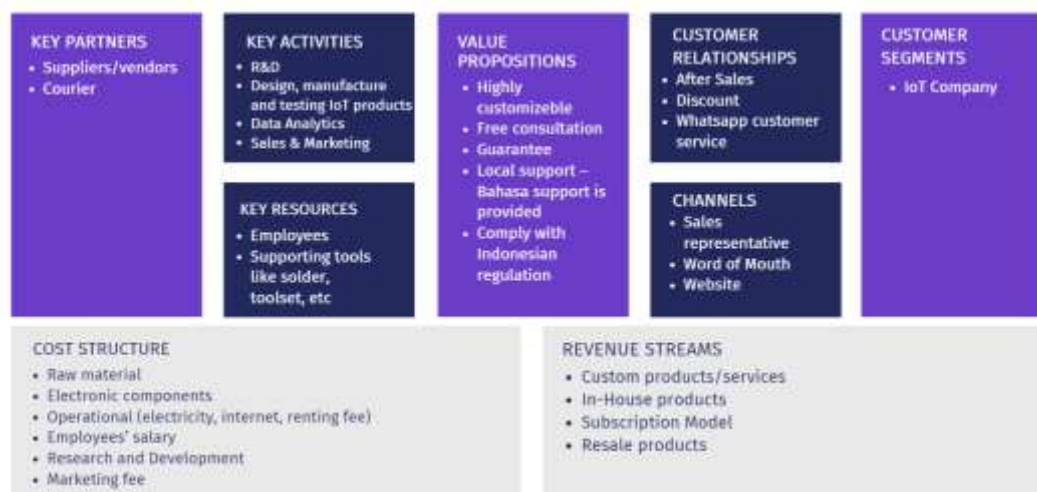 KEY PARTNERS
• Suppliers/vendors
• Courier
KEY ACTIVITIES
• R&D
• Design, manufacture
and testing IoT products
• Data Analytics
• Sales & Marketing
KEY RESOURCES
• Employees
• Supporting tools
like solder,
toolset, etc
VALUE
PROPOSITIONS
• Highly
customizeble
• Free consultation
• Guarantee
• Local support –
Bahasa support is
provided
• Comply with
Indonesian
regulation
CUSTOMER
RELATIONSHIPS
• After Sales
• Discount
• Whatsapp customer
service
CHANNELS
• Sales
representative
• Word of Mouth
• Website
CUSTOMER
SEGMENTS
• IoT Company
COST STRUCTURE
• Raw material
• Electronic components
• Operational (electricity, internet, renting fee)
• Employees' salary
• Research and Development
• Marketing fee
REVENUE STREAMS
• Custom products/services
• In-House products
• Subscription Model
• Resale products